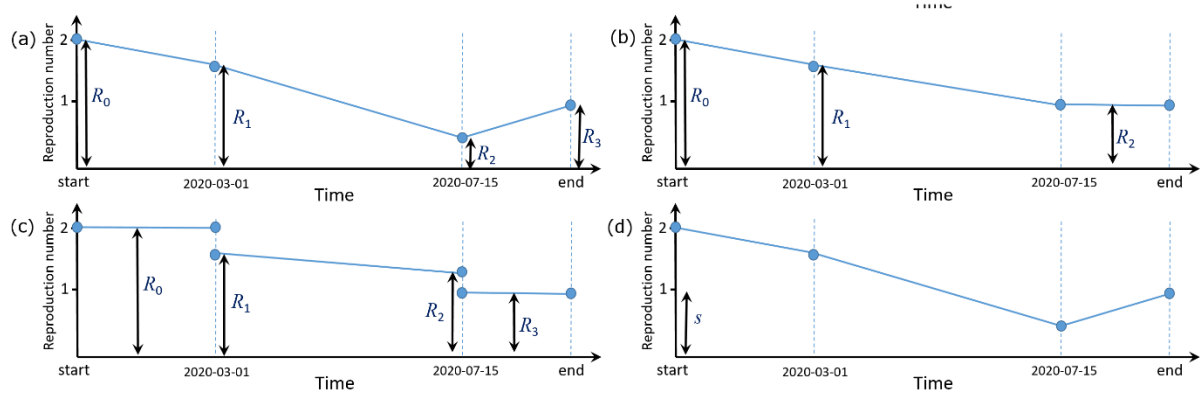 Time
(a)
Reproduction number
2
1
R0
R1
R2
R3
start
2020-03-01
Time
2020-07-15
end
(b)
Reproduction number
2
1
R0
R1
R2
start
2020-03-01
Time
2020-07-15
end
(c)
Reproduction number
2
1
R0
R1
R2
R3
start
2020-03-01
Time
2020-07-15
end
(d)
Reproduction number
2
1
s
start
2020-03-01
Time
2020-07-15
end